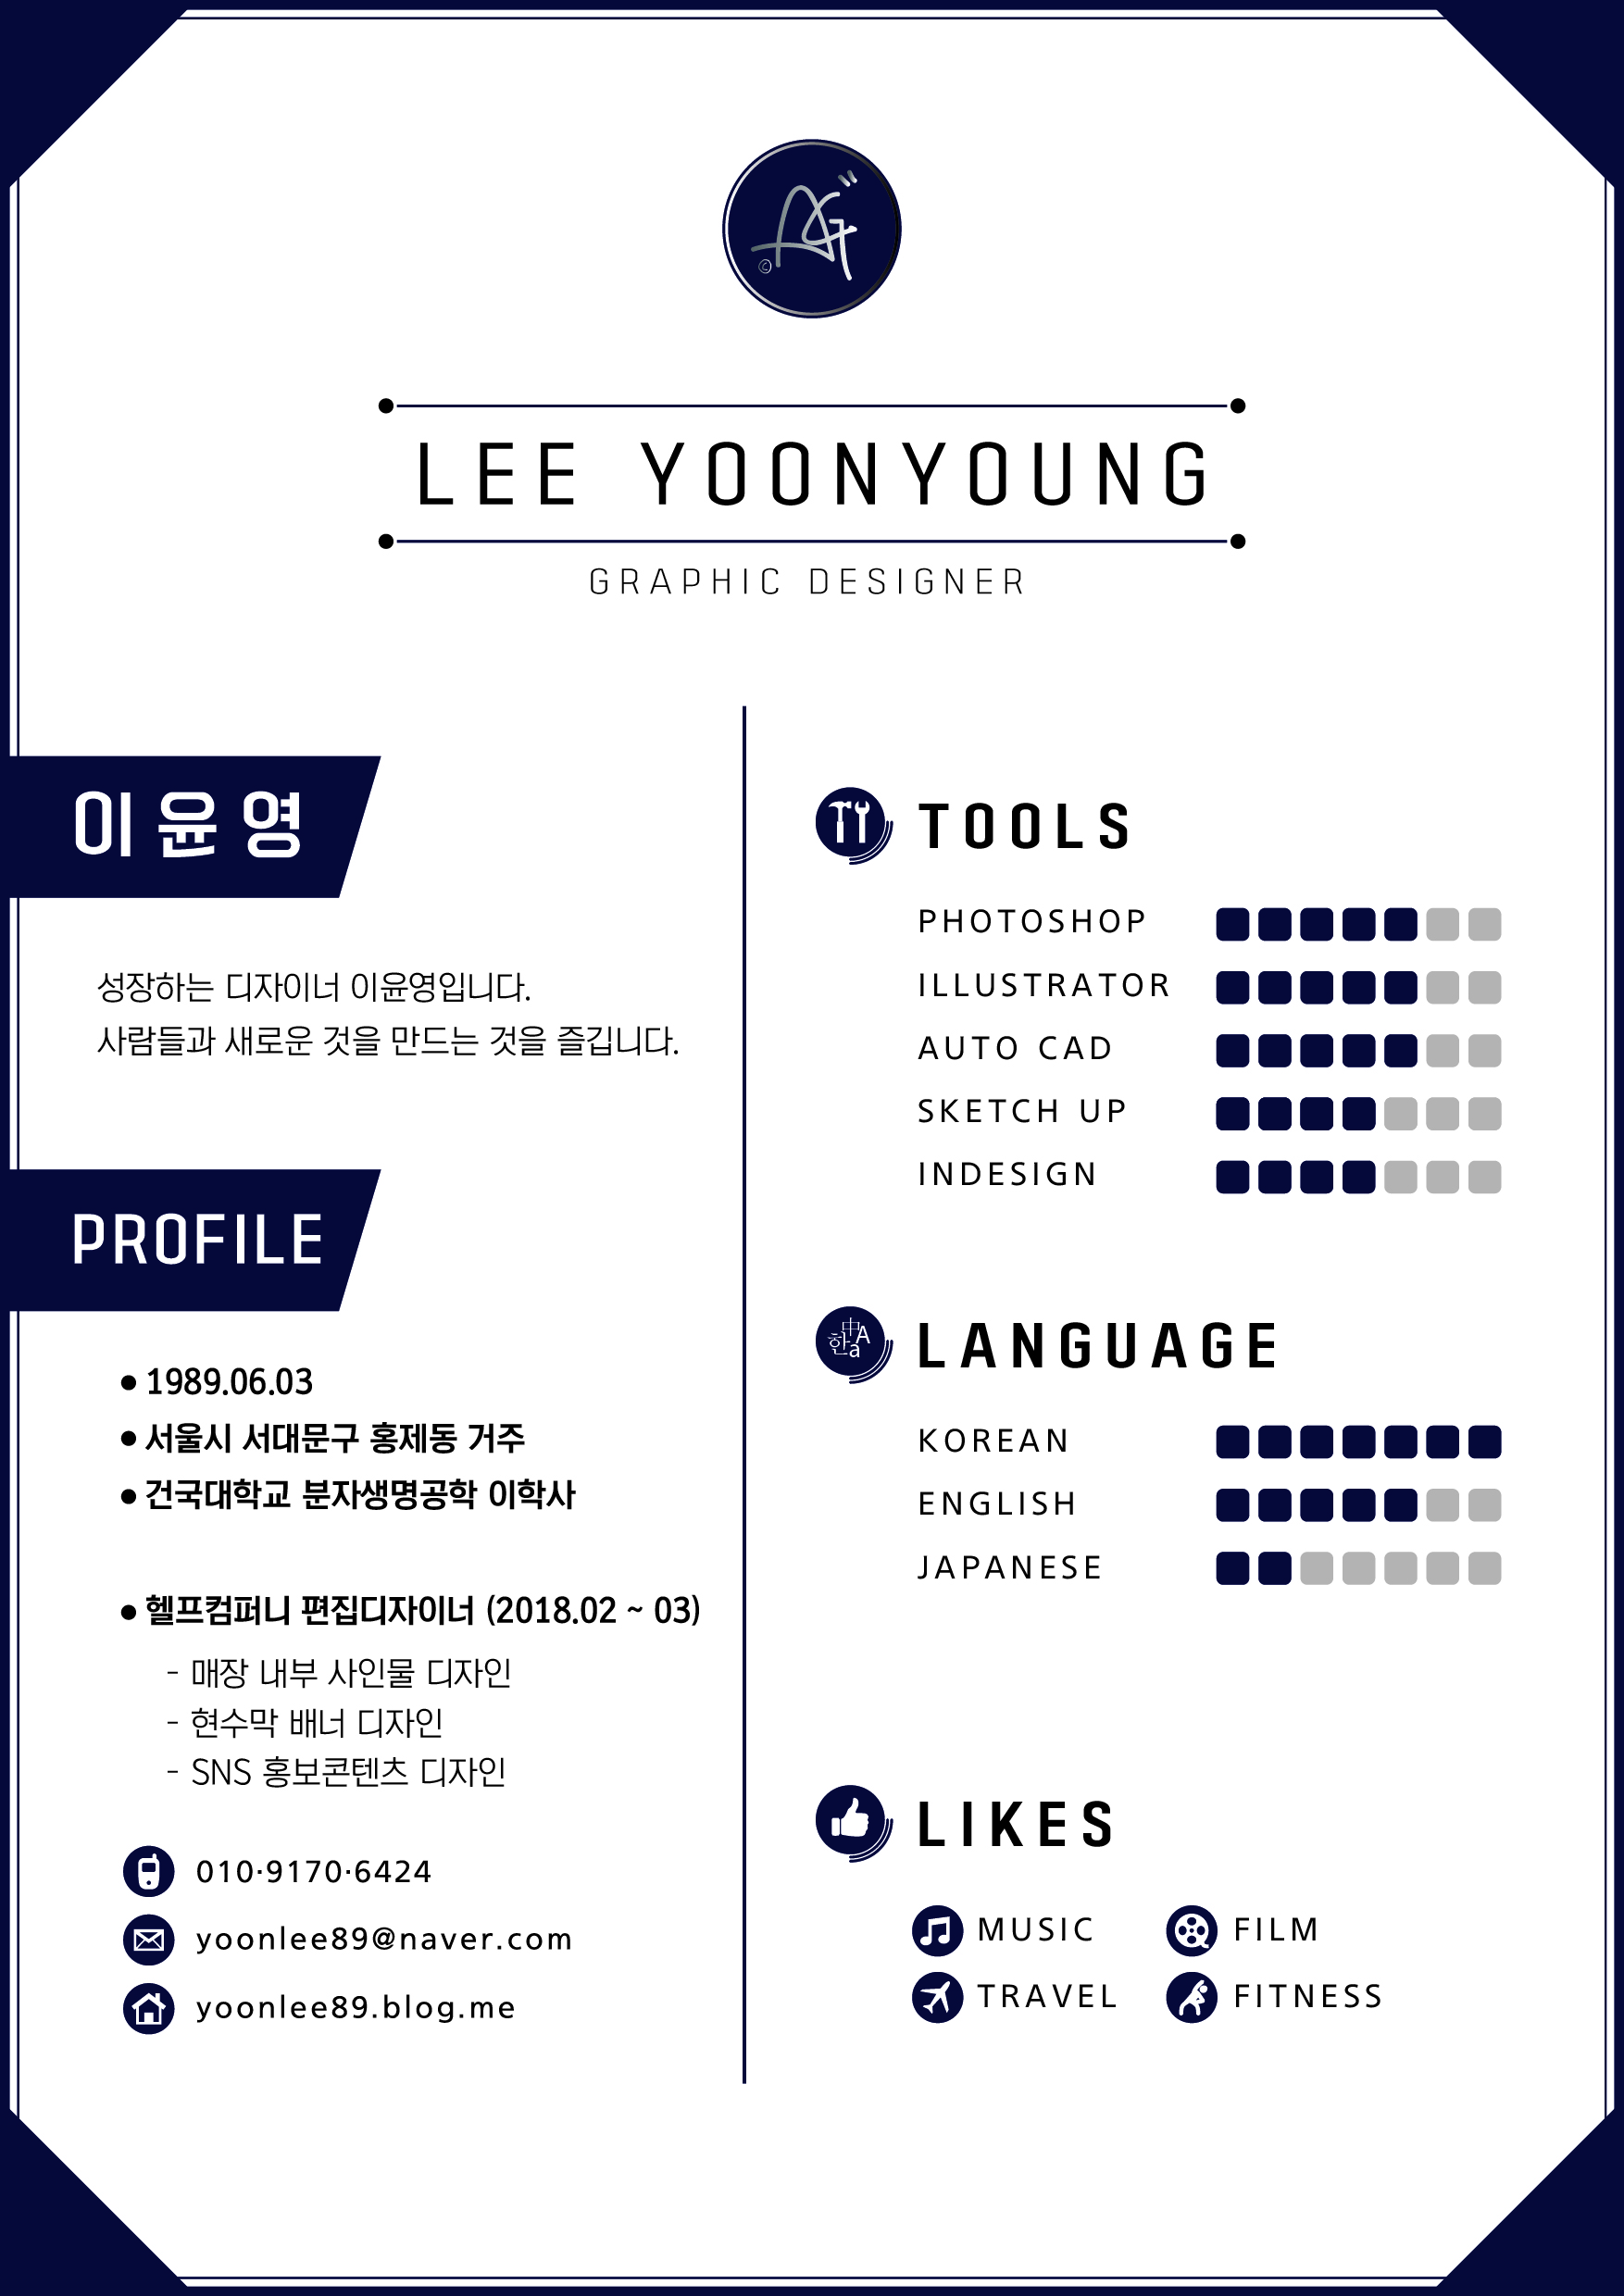 LEE YOONYOUNG
GRAPHIC DESIGNER
이윤영
성장하는 디자이너 이윤영입니다.
사람들과 새로운 것을 만드는 것을 즐깁니다.
PROFILE
● 1989.06.03
● 서울시 서대문구 홍제동 거주
● 건국대학교 분자생명공학 이학사
● 헬프컴퍼니 편집디자이너 (2018.02 ~ 03)
- 매장 내부 사인물 디자인
- 현수막 배너 디자인
- SNS 홍보콘텐츠 디자인
010·9170·6424
yoonlee89@naver.com
yoonlee89.blog.me
TOOLS
PHOTOSHOP
ILLUSTRATOR
AUTO CAD
SKETCH UP
INDESIGN
中
한 A
a
LANGUAGE
KOREAN
ENGLISH
JAPANESE
LIKES
MUSIC
FILM
TRAVEL
FITNESS